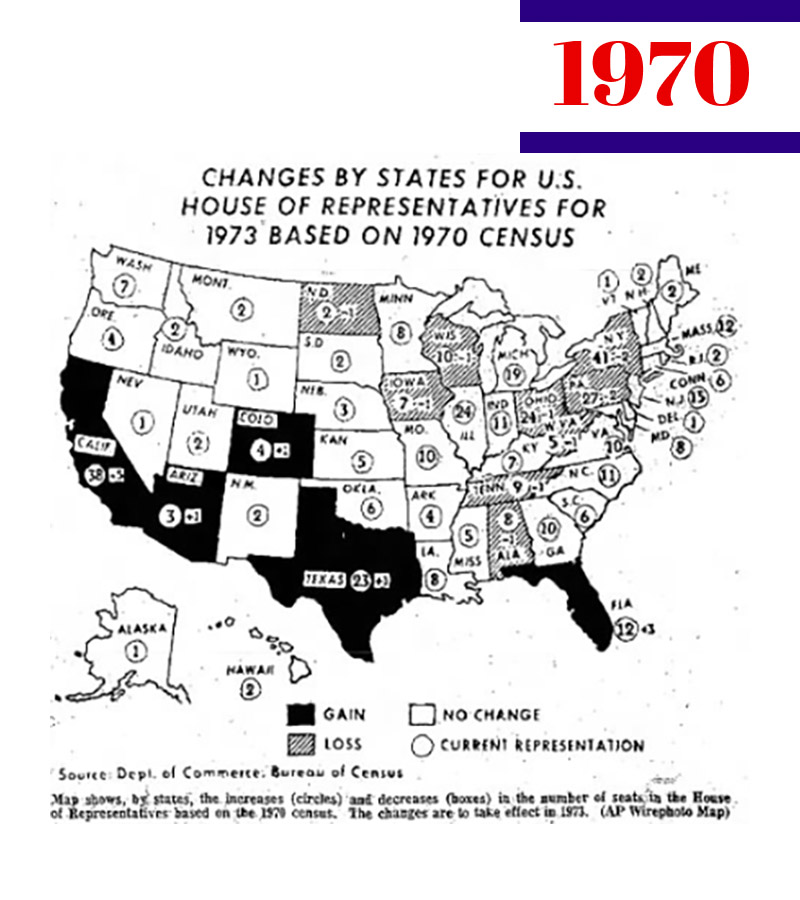 1970
CHANGES BY STATES FOR U.S.
HOUSE OF REPRESENTATIVES FOR
1973 BASED ON 1970 CENSUS
WASH
7
MONT.
2
N.D.
2 -1
MINN
8
1
VT
2
N.H.
ME
2
ORE.
4
2
IDAHO
WYO.
1
S.D
2
WIS
10 -1
MICH
19
N.Y
41 -2
MASS. 12
R.I. 2
CONN 6
N.J. 15
DEL. 1
MD. 8
NEV
1
UTAH
2
COLO
4 +1
NEB.
3
IOWA
7 -1
24
ILL
IND
11
OHIO
24 -1
PA.
27 -2
W.VA
5 -1
VA.
10
CALIF
38 +5
ARIZ
3 +1
N.M.
2
KAN
5
MO.
10
KY
7
N.C. 11
OKLA.
6
ARK
4
TENN. 9 -1
S.C.
6
TEXAS 23 +1
LA.
8
5
MISS
8
-1
ALA.
10
GA
FLA
12 +3
ALASKA
1
HAWAII
2
GAIN
NO CHANGE
LOSS
CURRENT REPRESENTATION
Source: Dept. of Commerce: Bureau of Census
Map shows, by states, the increases (circles) and decreases (boxes) in the number of seats in the House
of Representatives based on the 1970 census. The changes are to take effect in 1973. (AP Wirephoto Map)